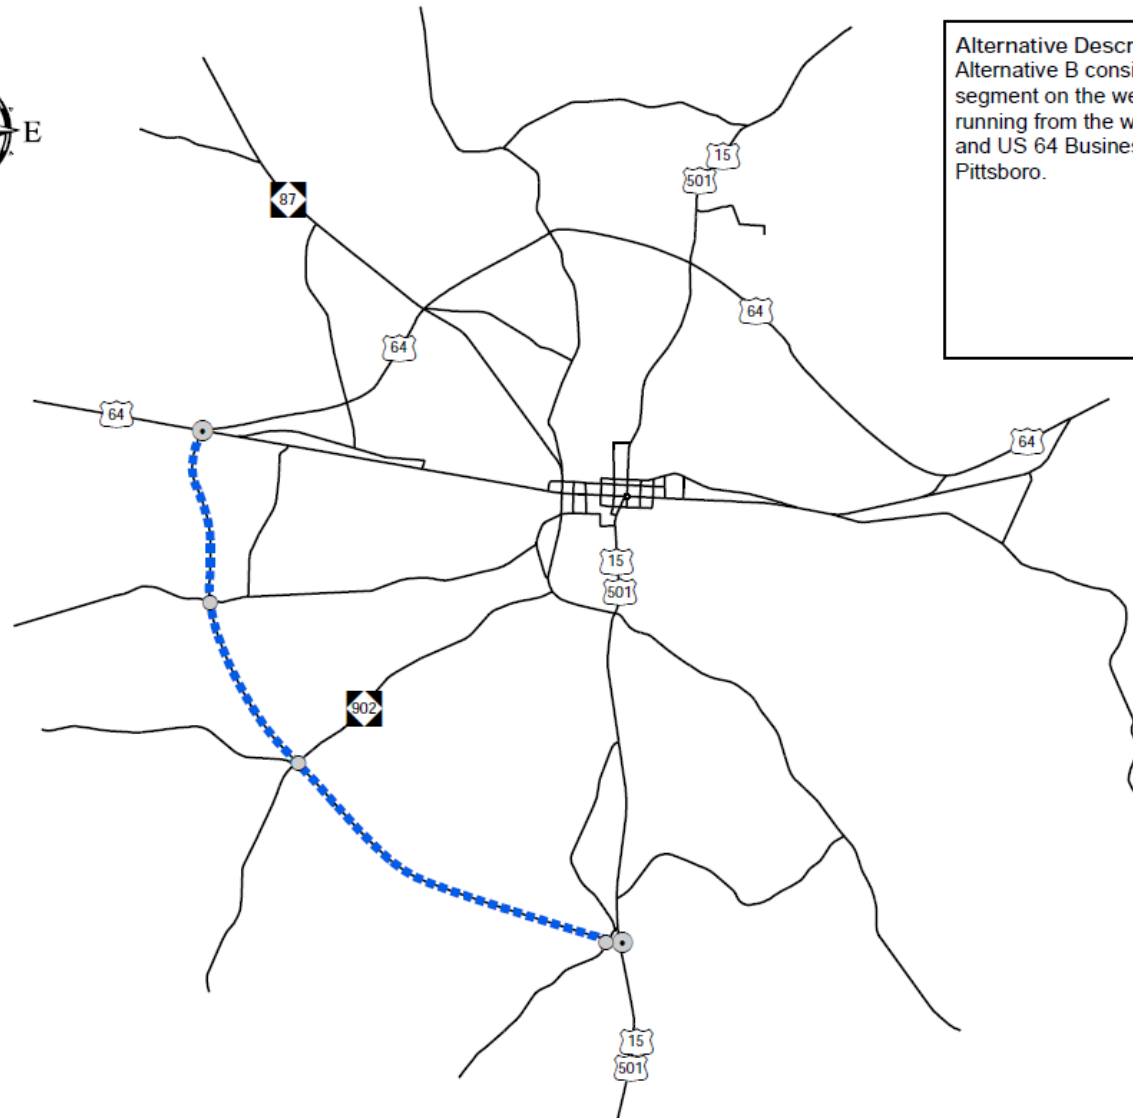 Alternative Descr
Alternative B consi
segment on the we
running from the w
and US 64 Busines
Pittsboro.
E
15
501
87
64
64
64
64
15
501
902
15
501